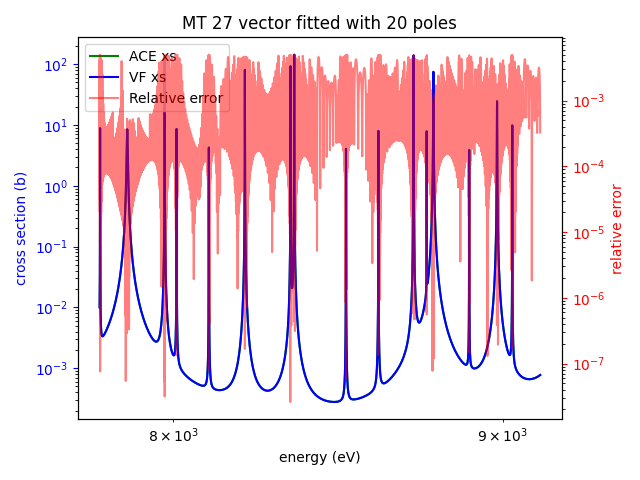 MT 27 vector fitted with 20 poles
ACE xs
VF xs
Relative error
10²
10¹
10⁰
10⁻¹
10⁻²
10⁻³
cross section (b)
10⁻³
10⁻⁴
10⁻⁵
10⁻⁶
10⁻⁷
relative error
8 × 10³
9 × 10³
energy (eV)